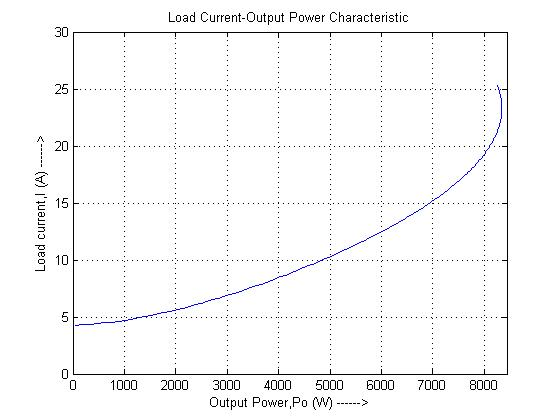 Load Current-Output Power Characteristic
30
25
20
15
10
5
0
Load current,I (A) ------>
0 1000 2000 3000 4000 5000 6000 7000 8000
Output Power,Po (W) ------>